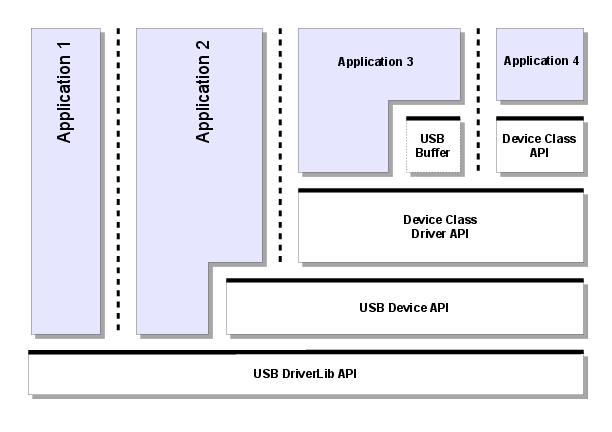 Application 1
Application 2
Application 3
Application 4
USB
Buffer
Device Class
API
Device Class
Driver API
USB Device API
USB DriverLib API